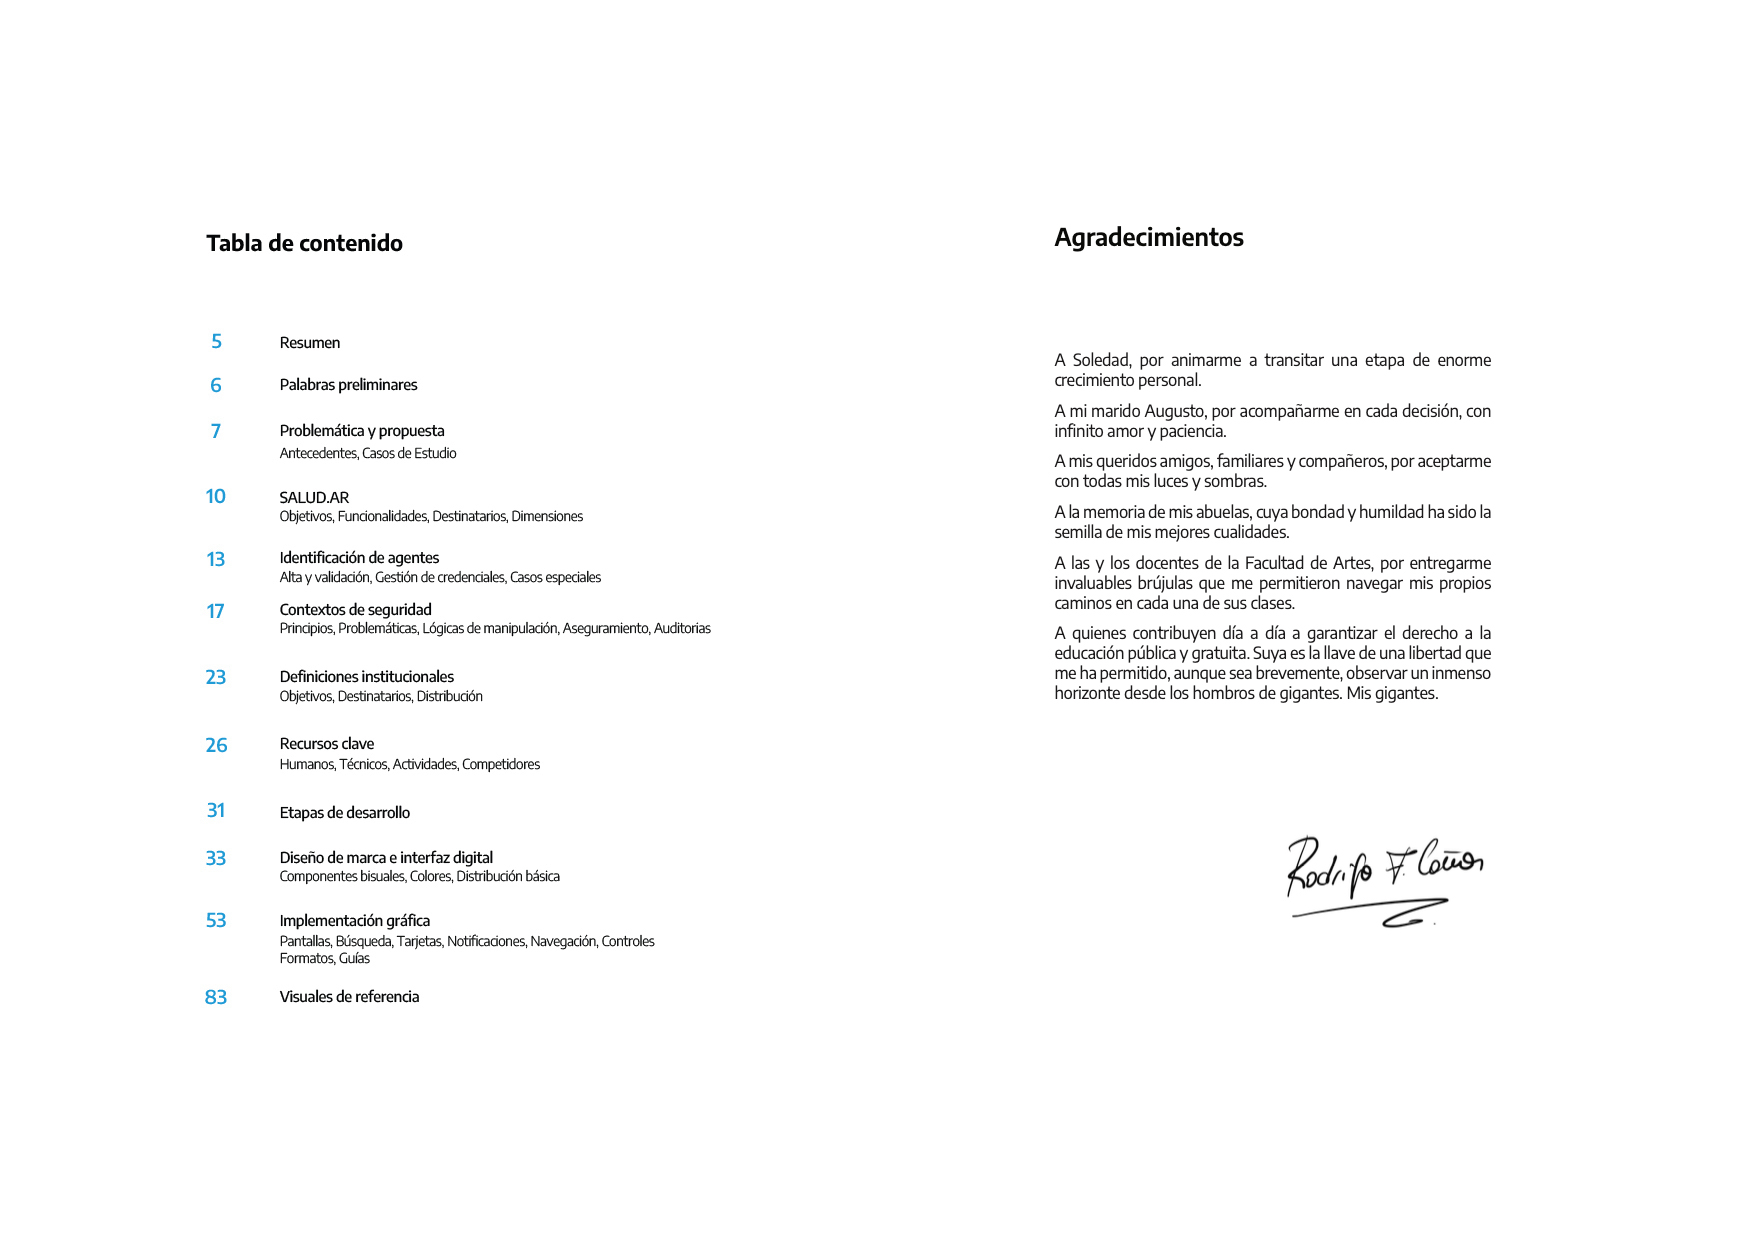 Tabla de contenido
5 Resumen
6 Palabras preliminares
7 Problemática y propuesta
Antecedentes, Casos de Estudio
10 SALUD.AR
Objetivos, Funcionalidades, Destinatarios, Dimensiones
13 Identificación de agentes
Alta y validación, Gestión de credenciales, Casos especiales
17 Contextos de seguridad
Principios, Problemáticas, Lógicas de manipulación, Aseguramiento, Auditorias
23 Definiciones institucionales
Objetivos, Destinatarios, Distribución
26 Recursos clave
Humanos, Técnicos, Actividades, Competidores
31 Etapas de desarrollo
33 Diseño de marca e interfaz digital
Componentes bisuales, Colores, Distribución básica
53 Implementación gráfica
Pantallas, Búsqueda, Tarjetas, Notificaciones, Navegación, Controles
Formatos, Guías
83 Visuales de referencia
Agradecimientos
A Soledad, por animarme a transitar una etapa de enorme
crecimiento personal.
A mi marido Augusto, por acompañarme en cada decisión, con
infinito amor y paciencia.
A mis queridos amigos, familiares y compañeros, por aceptarme
con todas mis luces y sombras.
A la memoria de mis abuelas, cuya bondad y humildad ha sido la
semilla de mis mejores cualidades.
A las y los docentes de la Facultad de Artes, por entregarme
invaluables brújulas que me permitieron navegar mis propios
caminos en cada una de sus clases.
A quienes contribuyen día a día a garantizar el derecho a la
educación pública y gratuita. Suya es la llave de una libertad que
me ha permitido, aunque sea brevemente, observar un inmenso
horizonte desde los hombros de gigantes. Mis gigantes.
Rodrigo F.